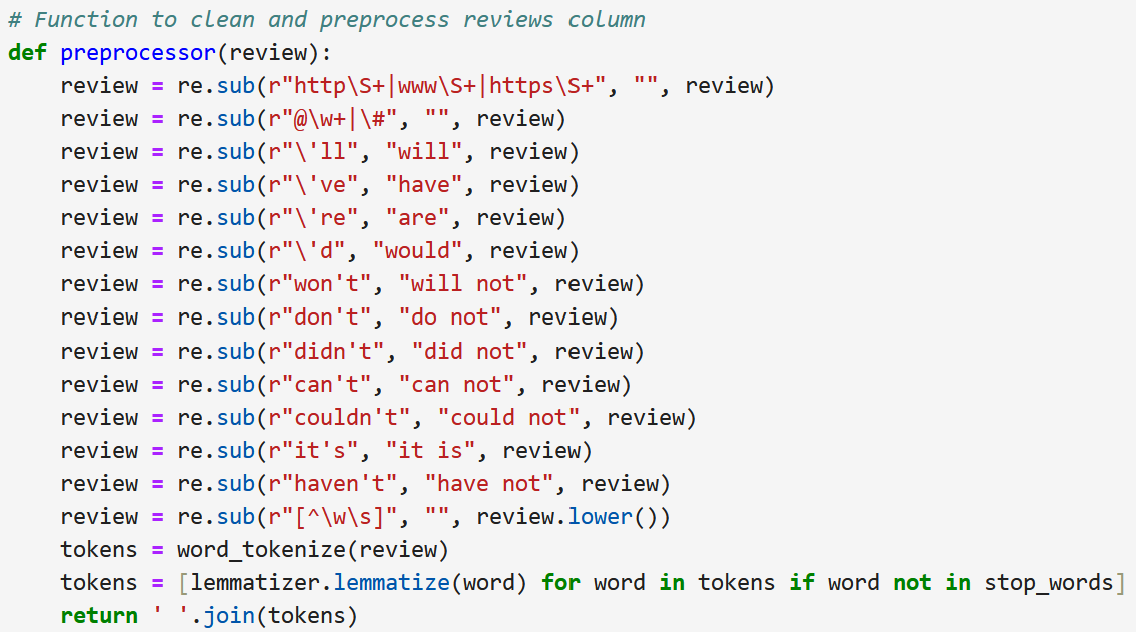 # Function to clean and preprocess reviews column
def preprocessor(review):
    review = re.sub(r"http\S+|www\S+|https\S+", "", review)
    review = re.sub(r"@\w+|\#", "", review)
    review = re.sub(r"\'ll", "will", review)
    review = re.sub(r"\'ve", "have", review)
    review = re.sub(r"\'re", "are", review)
    review = re.sub(r"\'d", "would", review)
    review = re.sub(r"won't", "will not", review)
    review = re.sub(r"don't", "do not", review)
    review = re.sub(r"didn't", "did not", review)
    review = re.sub(r"can't", "can not", review)
    review = re.sub(r"couldn't", "could not", review)
    review = re.sub(r"it's", "it is", review)
    review = re.sub(r"haven't", "have not", review)
    review = re.sub(r"[^\w\s]", "", review.lower())
    tokens = word_tokenize(review)
    tokens = [lemmatizer.lemmatize(word) for word in tokens if word not in stop_words]
    return ' '.join(tokens)